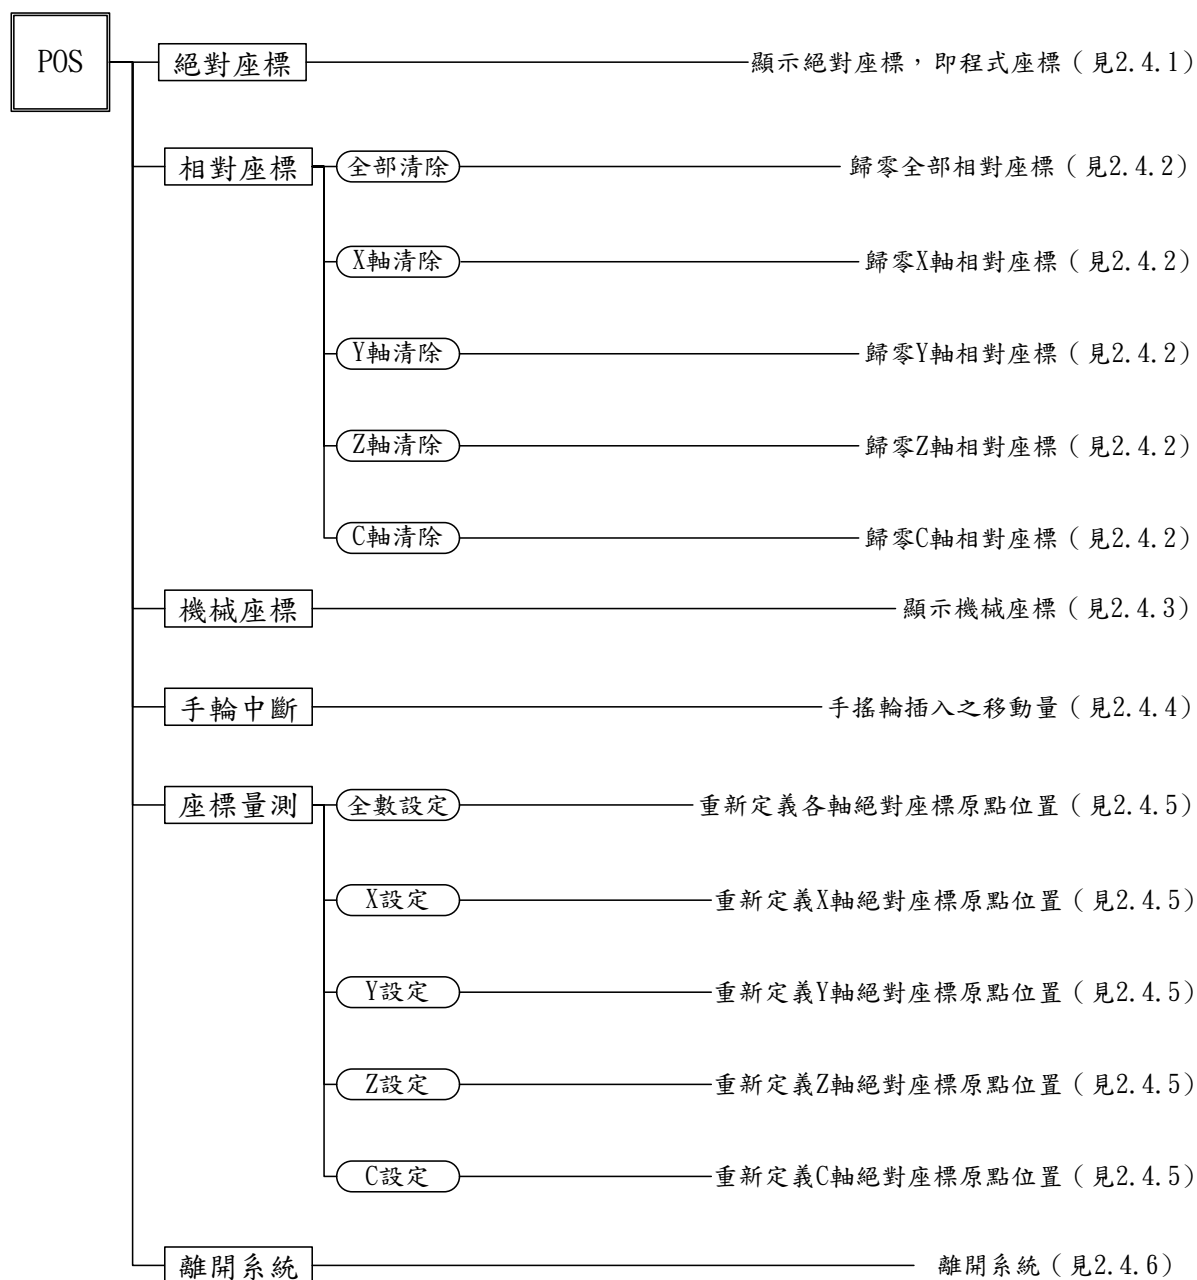 POS
絕對座標
顯示絕對座標，即程式座標（見2.4.1）
相對座標
全部清除
歸零全部相對座標（見2.4.2）
X軸清除
歸零X軸相對座標（見2.4.2）
Y軸清除
歸零Y軸相對座標（見2.4.2）
Z軸清除
歸零Z軸相對座標（見2.4.2）
C軸清除
歸零C軸相對座標（見2.4.2）
機械座標
顯示機械座標（見2.4.3）
手輪中斷
手搖輪插入之移動量（見2.4.4）
座標量測
全數設定
重新定義各軸絕對座標原點位置（見2.4.5）
X設定
重新定義X軸絕對座標原點位置（見2.4.5）
Y設定
重新定義Y軸絕對座標原點位置（見2.4.5）
Z設定
重新定義Z軸絕對座標原點位置（見2.4.5）
C設定
重新定義C軸絕對座標原點位置（見2.4.5）
離開系統
離開系統（見2.4.6）